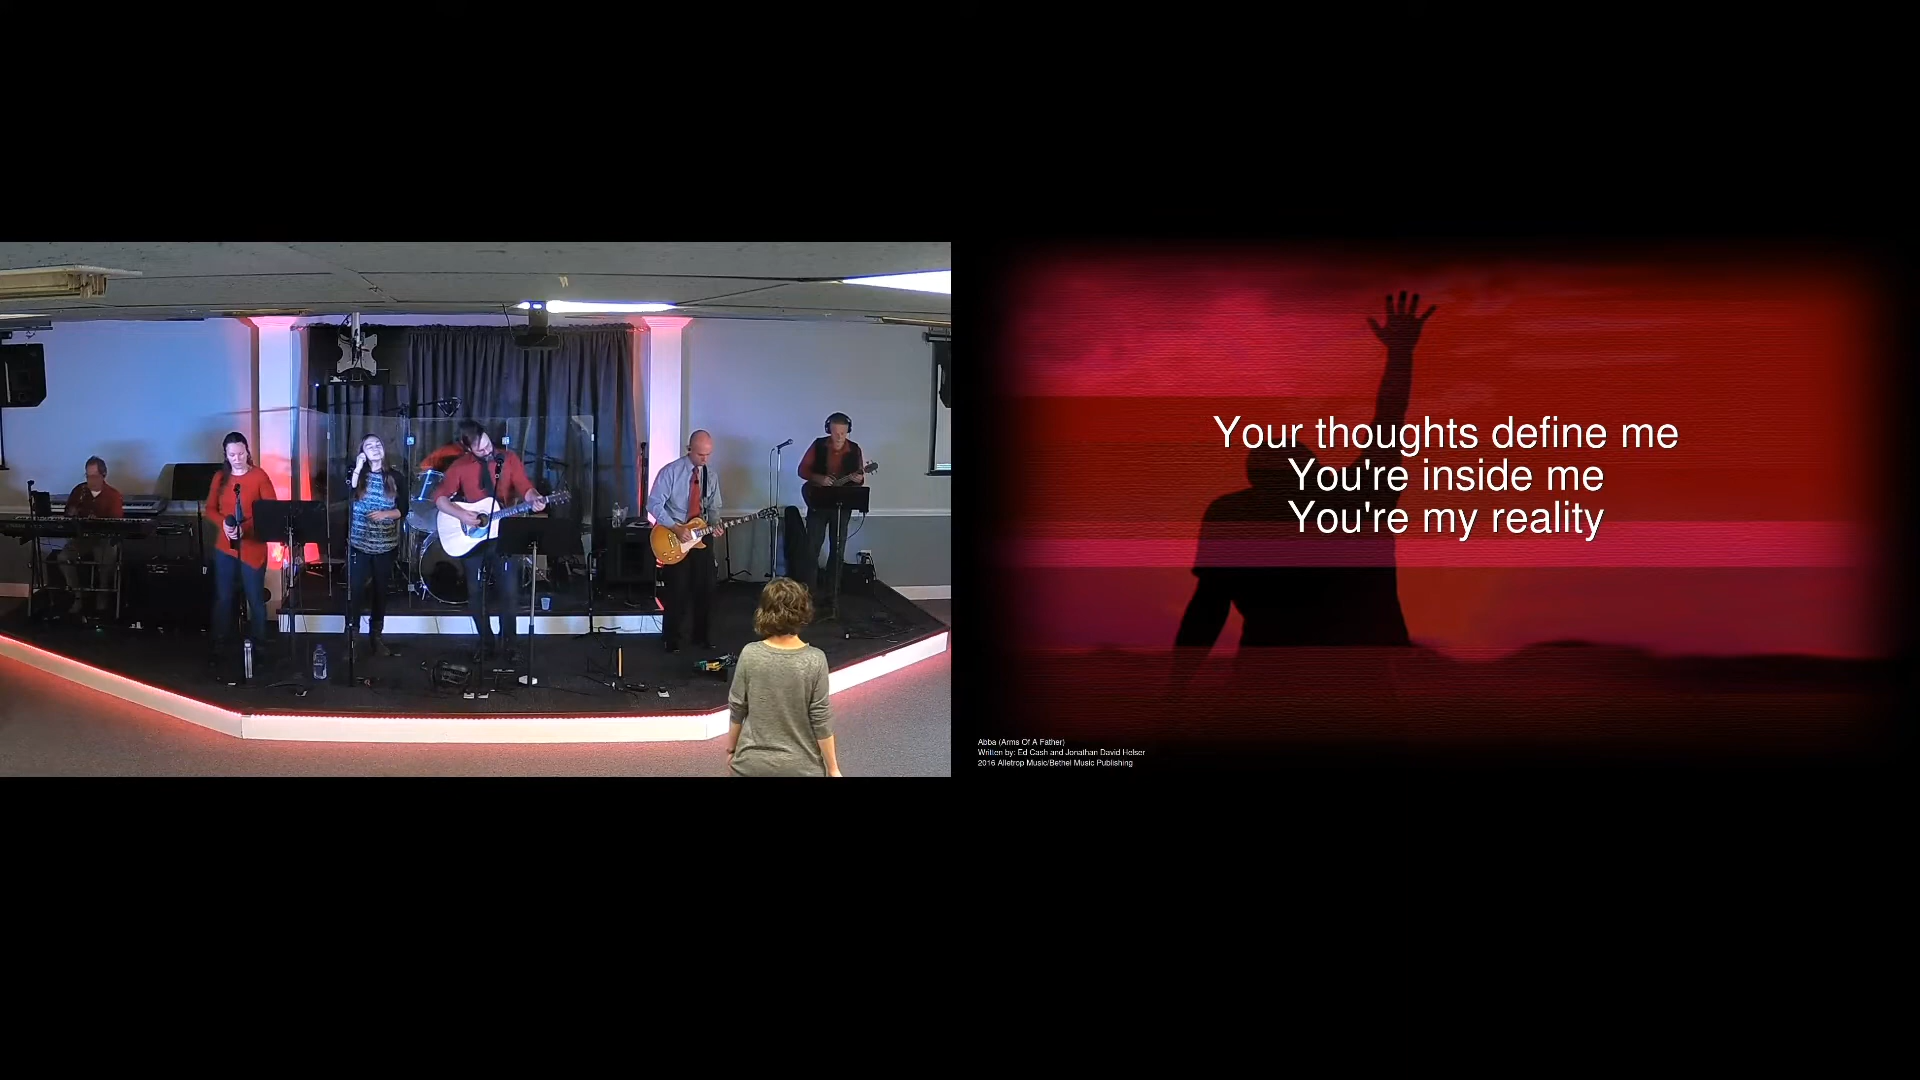 Your thoughts define me
You're inside me
You're my reality
Abba (Arms Of A Father)
Written by: Ed Cash and Jonathan David Helser
2016 Alletrop Music/Bethel Music Publishing